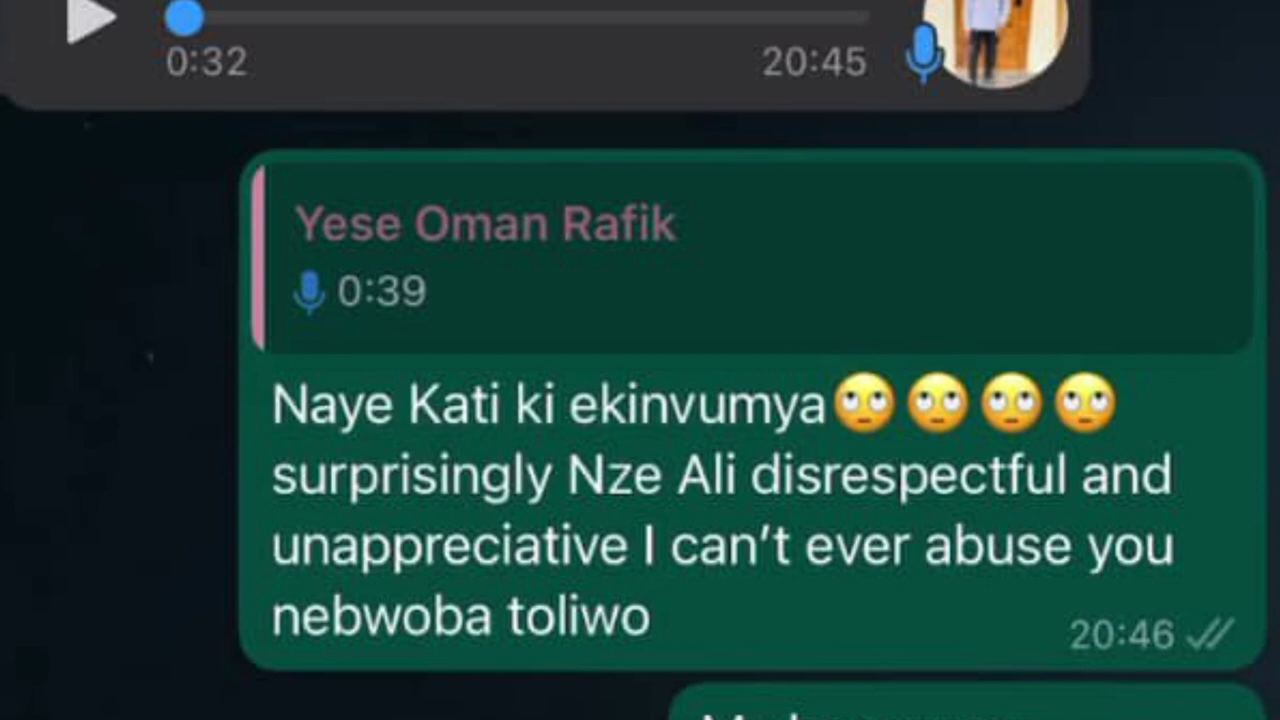 0:32 20:45
Yese Oman Rafik
0:39
Naye Kati ki ekinvumya🙄🙄🙄🙄
surprisingly Nze Ali disrespectful and
unappreciative I can't ever abuse you
nebwoba toliwo
20:46